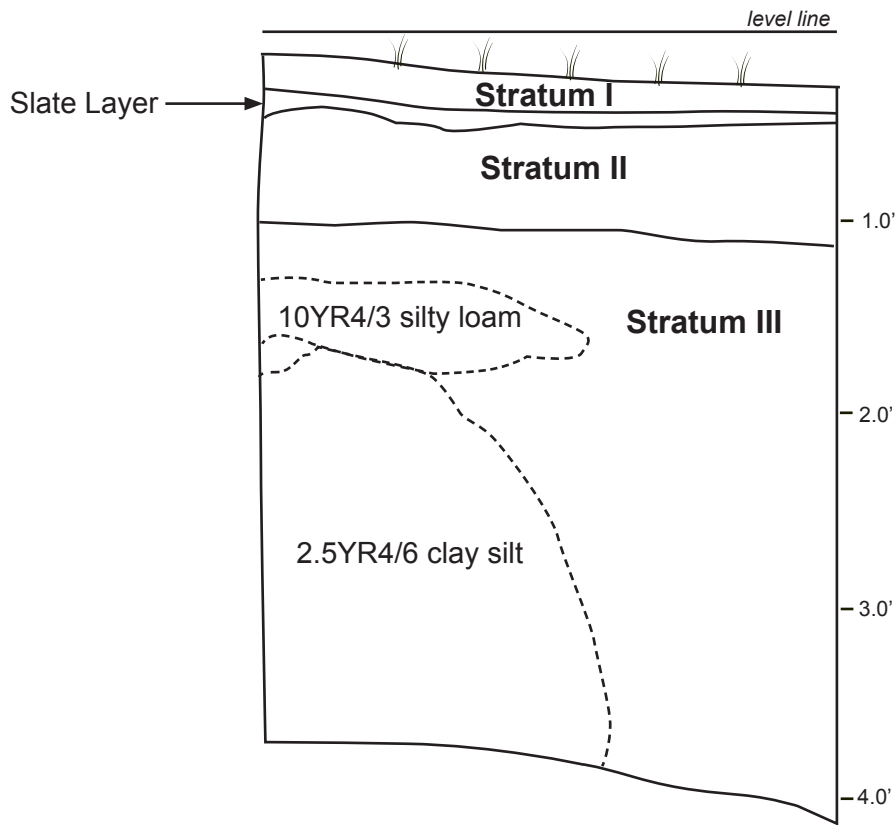 level line
Slate Layer
Stratum I
Stratum II
1.0’
10YR4/3 silty loam
Stratum III
2.0’
2.5YR4/6 clay silt
3.0’
4.0’